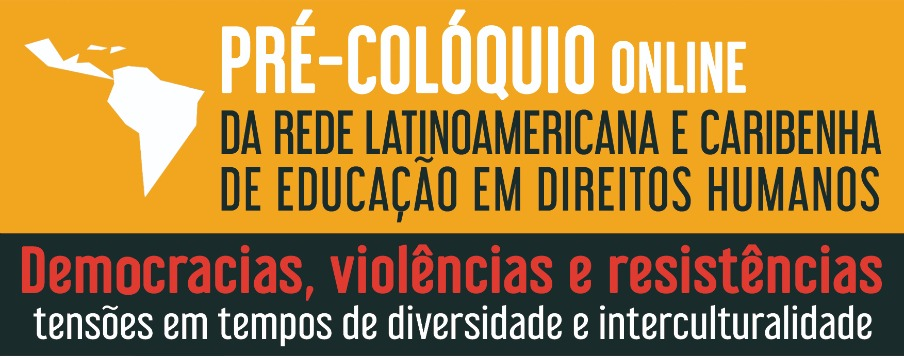 PRÉ-COLÓQUIO ONLINE
DA REDE LATINOAMERICANA E CARIBENHA
DE EDUCAÇÃO EM DIREITOS HUMANOS
Democracias, violências e resistências
tensões em tempos de diversidade e interculturalidade